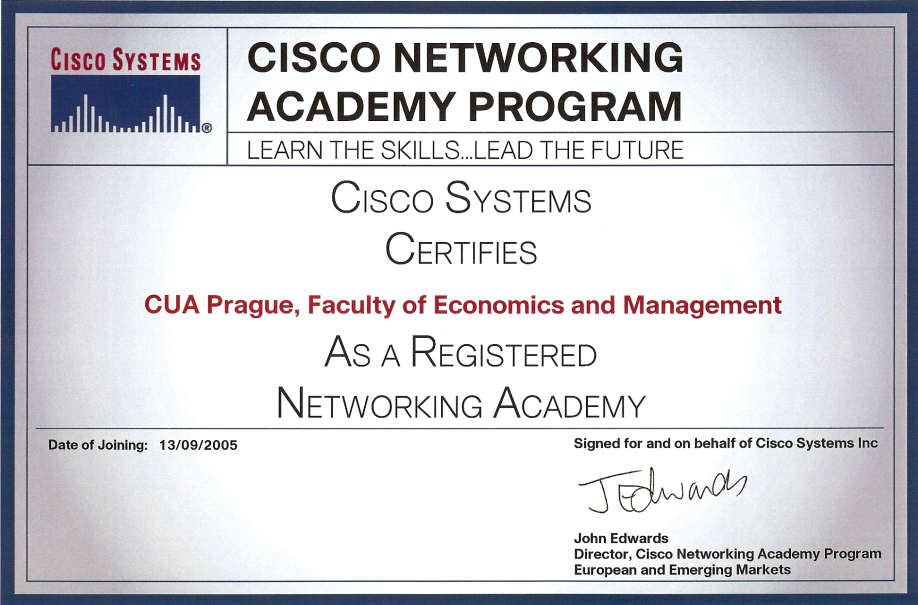 CISCO SYSTEMS
®
CISCO NETWORKING
ACADEMY PROGRAM
LEARN THE SKILLS...LEAD THE FUTURE
CISCO SYSTEMS
CERTIFIES
CUA Prague, Faculty of Economics and Management
AS A REGISTERED
NETWORKING ACADEMY
Date of Joining: 13/09/2005
Signed for and on behalf of Cisco Systems Inc
J Edwards
John Edwards
Director, Cisco Networking Academy Program
European and Emerging Markets